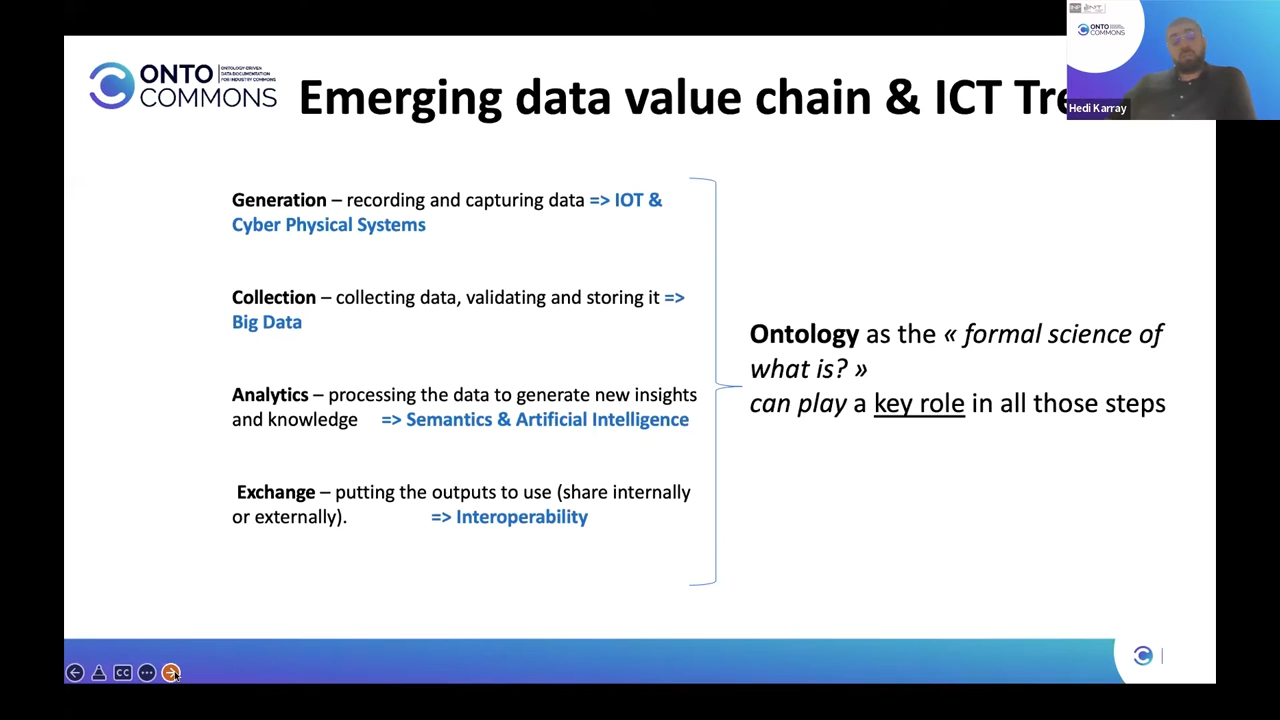 ONTO
COMMONS
ONTOLOGY-DRIVEN
DATA DOCUMENTATION
FOR INDUSTRY COMMONS
Emerging data value chain & ICT Tre
ONTO
COMMONS
Hedi Karray
Generation – recording and capturing data => IOT &
Cyber Physical Systems
Collection – collecting data, validating and storing it =>
Big Data
Analytics – processing the data to generate new insights
and knowledge => Semantics & Artificial Intelligence
Exchange – putting the outputs to use (share internally
or externally). => Interoperability
Ontology as the « formal science of
what is? »
can play a key role in all those steps
CC